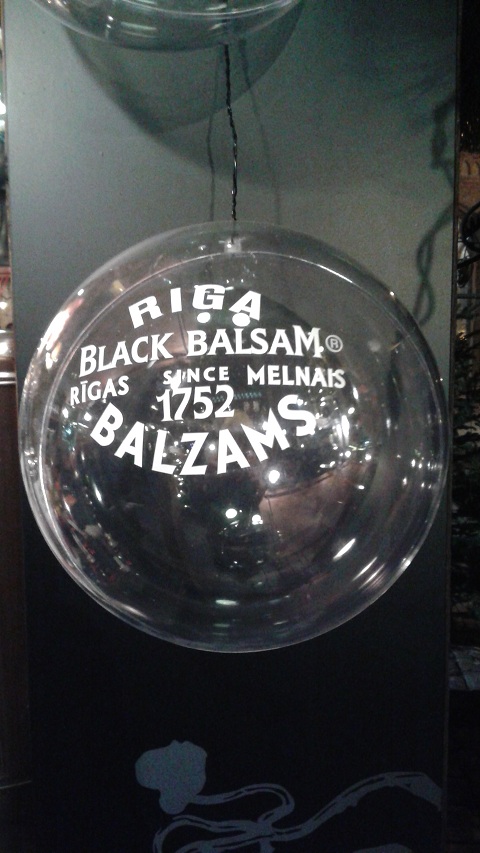 RIGA
BLACK BALSAM®
RĪGAS SINCE MELNAIS
1752
BALZAMS